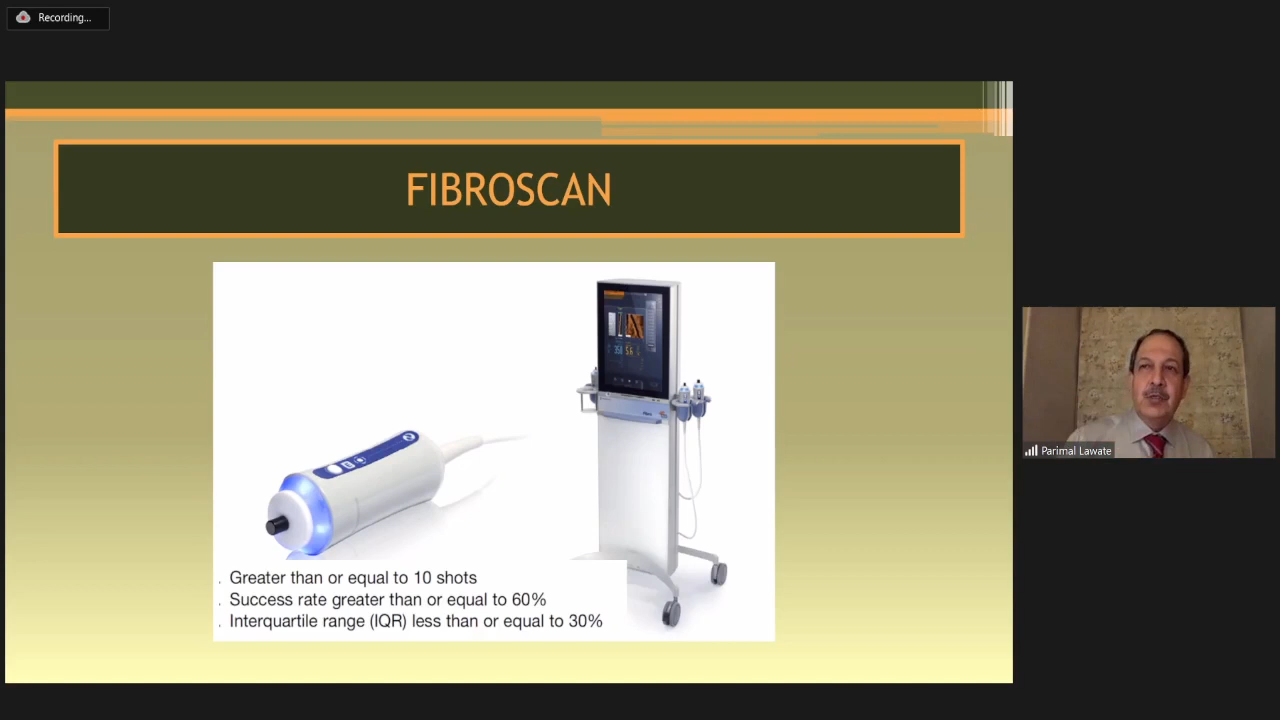 Recording...
FIBROSCAN
. Greater than or equal to 10 shots
. Success rate greater than or equal to 60%
. Interquartile range (IQR) less than or equal to 30%
Parimal Lawate